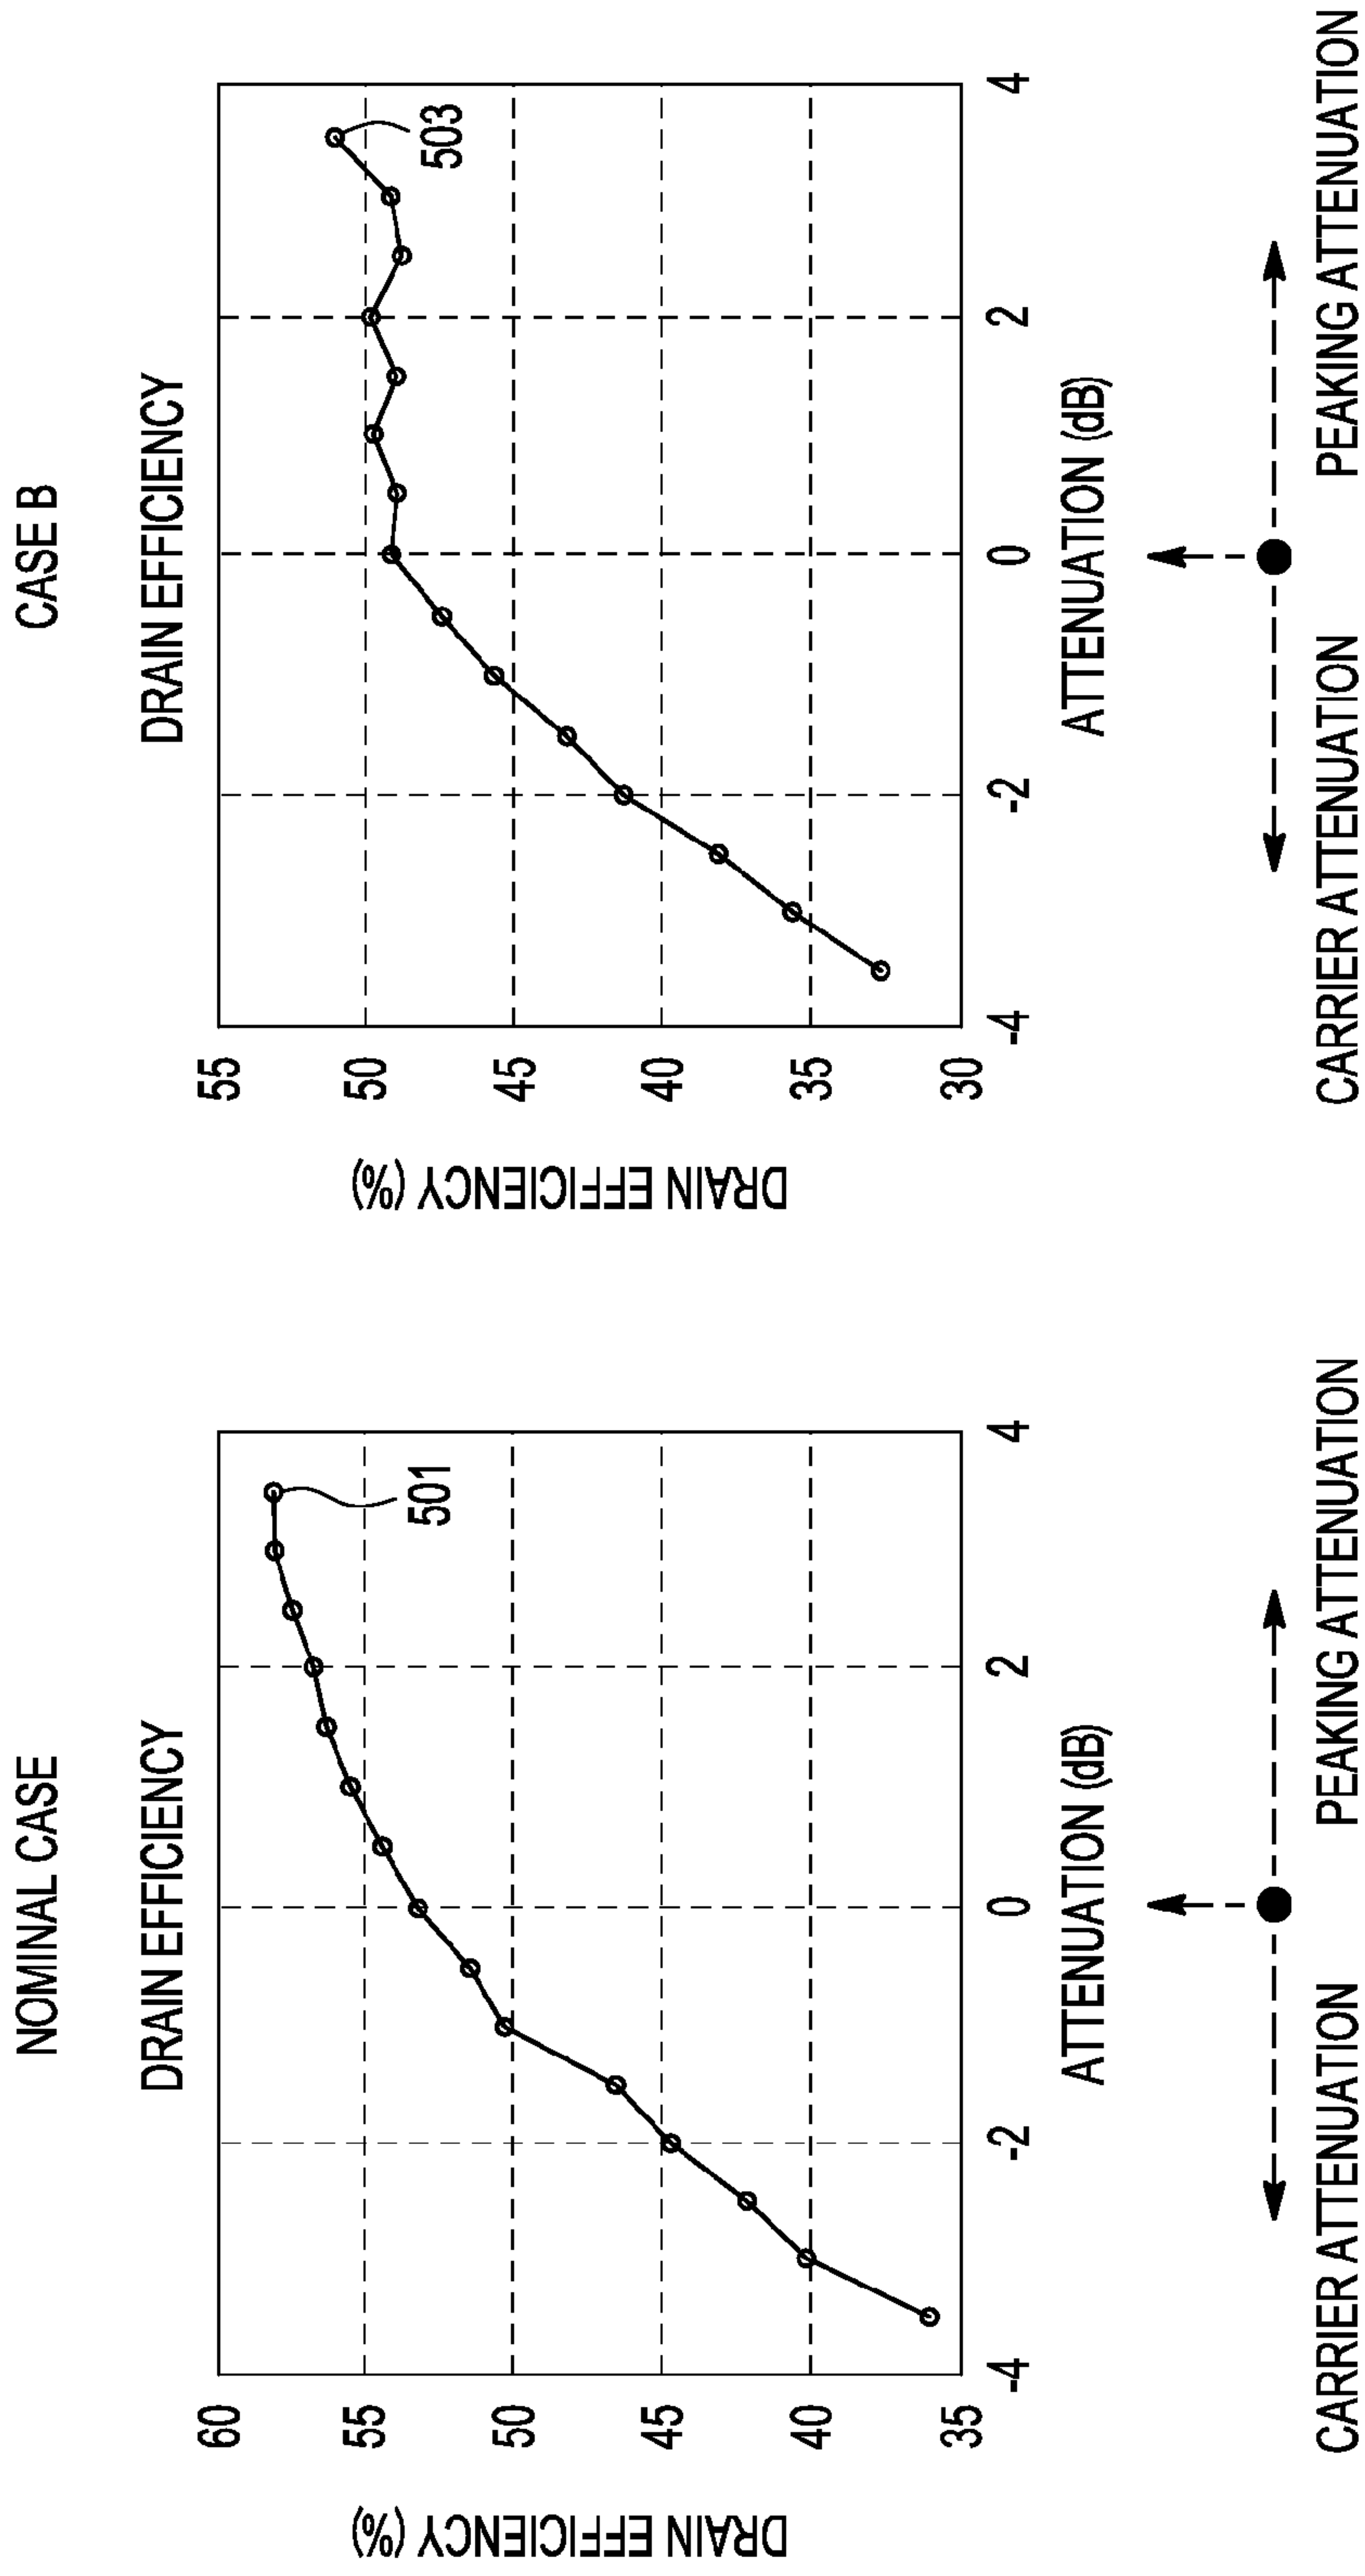 NOMINAL CASE
DRAIN EFFICIENCY
DRAIN EFFICIENCY (%)
60
55
50
45
40
35
-4
-2
0
2
4
501
ATTENUATION (dB)
CARRIER ATTENUATION
PEAKING ATTENUATION
CASE B
DRAIN EFFICIENCY
DRAIN EFFICIENCY (%)
55
50
45
40
35
30
-4
-2
0
2
4
503
ATTENUATION (dB)
CARRIER ATTENUATION
PEAKING ATTENUATION